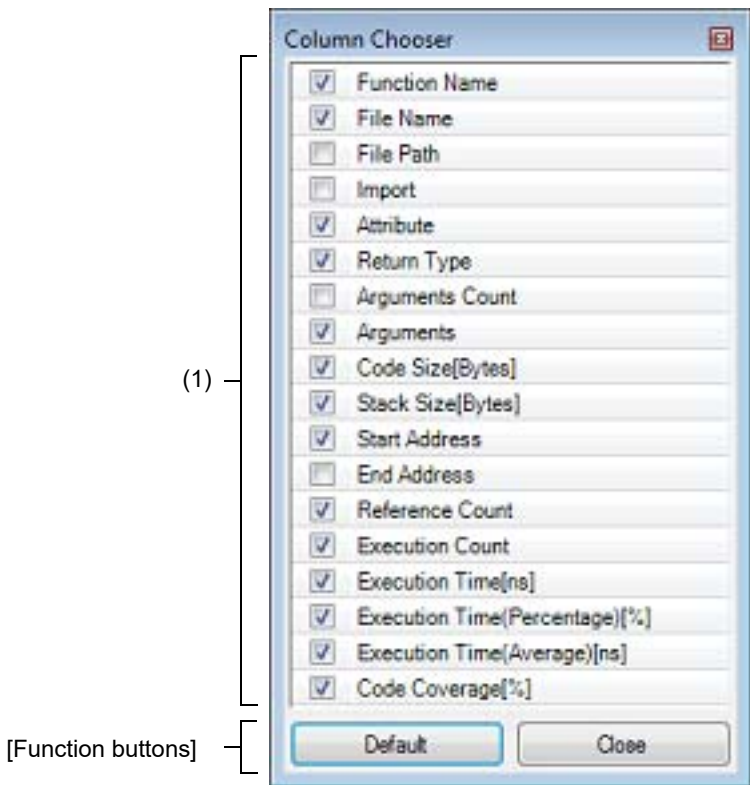 Column Chooser
Function Name
File Name
File Path
Import
Attribute
Return Type
Arguments Count
Arguments
Code Size[Bytes]
Stack Size[Bytes]
Start Address
End Address
Reference Count
Execution Count
Execution Time[ns]
Execution Time(Percentage)[%]
Execution Time(Average)[ns]
Code Coverage[%]
(1)
[Function buttons]
Default
Close